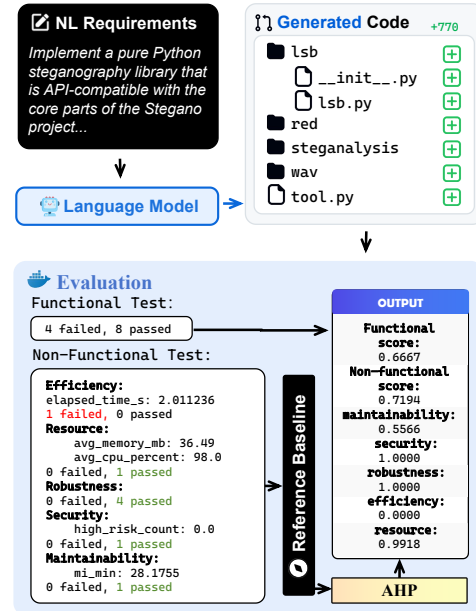 NL Requirements
Implement a pure Python
steganography library that
is API-compatible with the
core parts of the Stegano
project...
Language Model
Generated Code
+770
lsb
__init__.py
lsb.py
red
steganalysis
wav
tool.py
Evaluation
Functional Test:
4 failed, 8 passed
Non-Functional Test:
Efficiency:
elapsed_time_s: 2.011236
1 failed, 0 passed
Resource:
avg_memory_mb: 36.49
avg_cpu_percent: 98.0
0 failed, 1 passed
Robustness:
0 failed, 4 passed
Security:
high_risk_count: 0.0
0 failed, 1 passed
Maintainability:
mi_min: 28.1755
0 failed, 1 passed
Reference Baseline
OUTPUT
Functional
score:
0.6667
Non-functional
score:
0.7194
maintainability:
0.5566
security:
1.0000
robustness:
1.0000
efficiency:
0.0000
resource:
0.9918
AHP